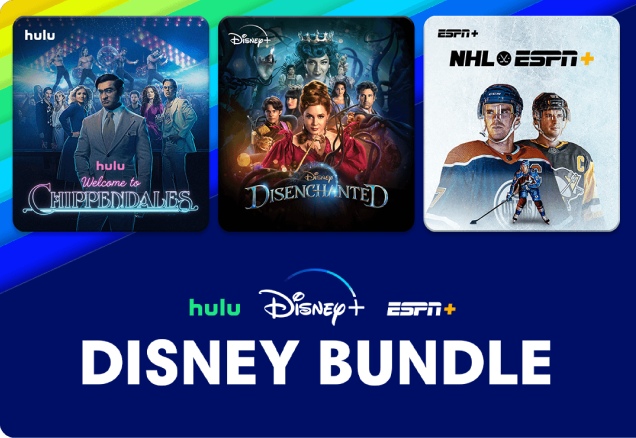 hulu
hulu
Welcome to
CHIPPENDALES
Disney+
Disney
DISENCHANTED
ESPN+
NHL ESPN+
C
hulu Disney+ ESPN+
DISNEY BUNDLE